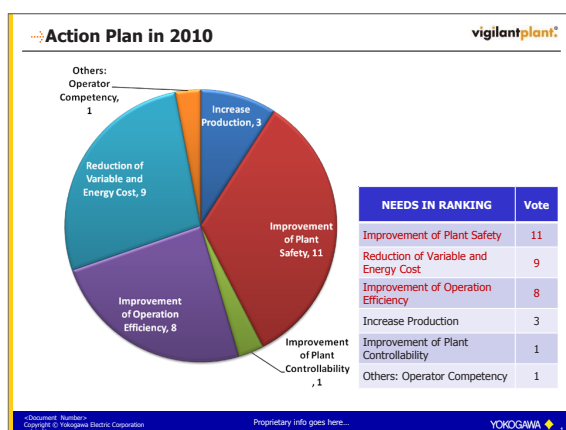 Action Plan in 2010
vigilantplant.
Others:
Operator
Competency,
1
Increase
Production, 3
Reduction of
Variable and
Energy Cost, 9
Improvement
of Plant
Safety, 11
Improvement
of Operation
Efficiency, 8
Improvement
of Plant
Controllability
, 1
NEEDS IN RANKING Vote
Improvement of Plant Safety 11
Reduction of Variable and
Energy Cost 9
Improvement of Operation
Efficiency 8
Increase Production 3
Improvement of Plant
Controllability 1
Others: Operator Competency 1
<Document Number>
Copyright © Yokogawa Electric Corporation
Proprietary info goes here...
YOKOGAWA
1